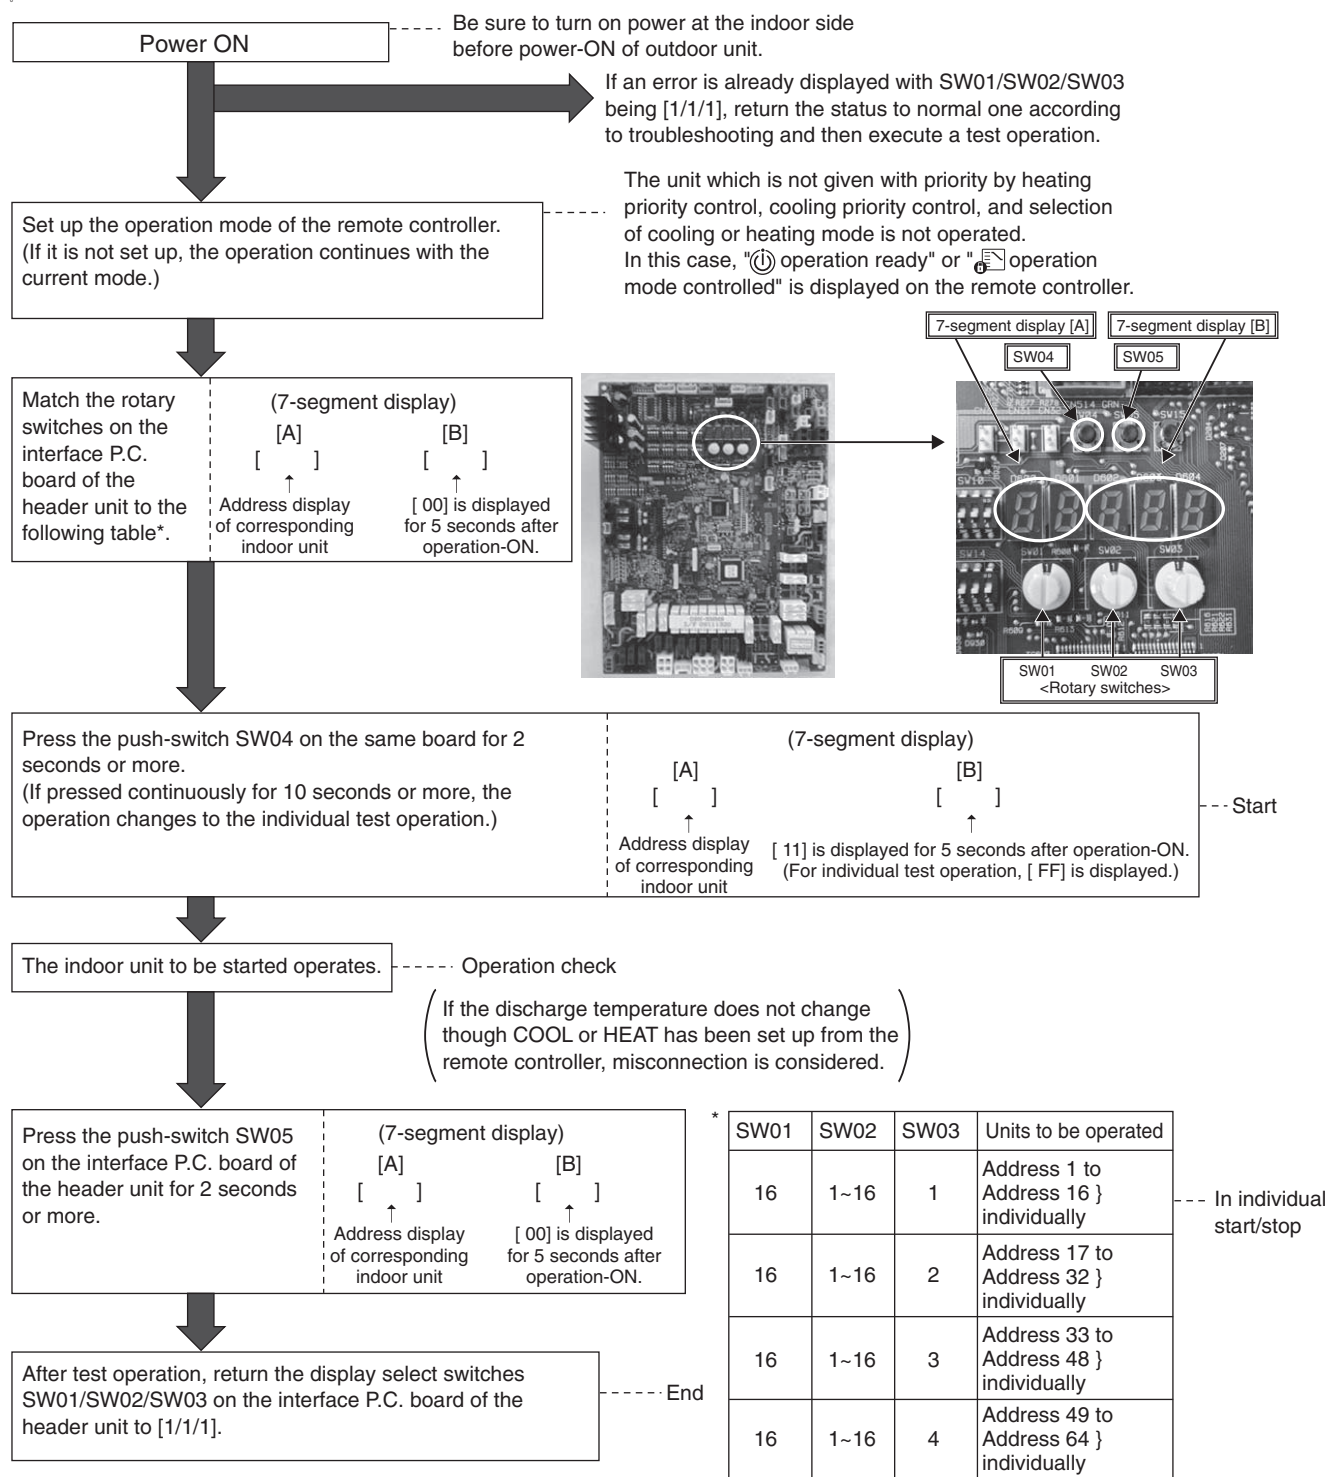 Power ON
Be sure to turn on power at the indoor side
before power-ON of outdoor unit.
If an error is already displayed with SW01/SW02/SW03
being [1/1/1], return the status to normal one according
to troubleshooting and then execute a test operation.
Set up the operation mode of the remote controller.
(If it is not set up, the operation continues with the
current mode.)
The unit which is not given with priority by heating
priority control, cooling priority control, and selection
of cooling or heating mode is not operated.
In this case, " operation ready" or " operation
mode controlled" is displayed on the remote controller.
7-segment display [A]
7-segment display [B]
SW04
SW05
Match the rotary
switches on the
interface P.C.
board of the
header unit to the
following table*.
(7-segment display)
[A] [B]
[ ] [ ]
↑ ↑
Address display
of corresponding
indoor unit
[ 00] is displayed
for 5 seconds after
operation-ON.
SW15
D602
D604
SW10
SW14
SW01 SW02 SW03
SW01 SW02 SW03
<Rotary switches>
Press the push-switch SW04 on the same board for 2
seconds or more.
(If pressed continuously for 10 seconds or more, the
operation changes to the individual test operation.)
(7-segment display)
[A] [B]
[ ] [ ]
↑ ↑
Address display
of corresponding
indoor unit
[ 11] is displayed for 5 seconds after operation-ON.
(For individual test operation, [ FF] is displayed.)
Start
The indoor unit to be started operates.
Operation check
If the discharge temperature does not change
though COOL or HEAT has been set up from the
remote controller, misconnection is considered.
Press the push-switch SW05
on the interface P.C. board of
the header unit for 2 seconds
or more.
(7-segment display)
[A] [B]
[ ] [ ]
↑ ↑
Address display
of corresponding
indoor unit
[ 00] is displayed
for 5 seconds after
operation-ON.
After test operation, return the display select switches
SW01/SW02/SW03 on the interface P.C. board of the
header unit to [1/1/1].
End
*
SW01 SW02 SW03 Units to be operated
16 1~16 1 Address 1 to
Address 16 }
individually
16 1~16 2 Address 17 to
Address 32 }
individually
16 1~16 3 Address 33 to
Address 48 }
individually
16 1~16 4 Address 49 to
Address 64 }
individually
In individual
start/stop